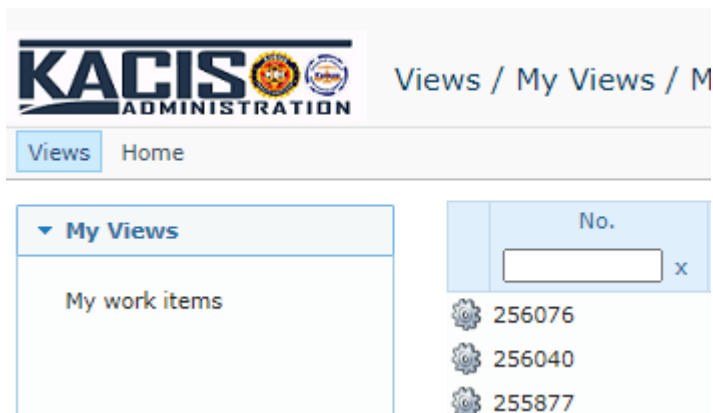 KACIS
ADMINISTRATION
Views / My Views / M
Views Home
My Views
My work items
No.
x
256076
256040
255877